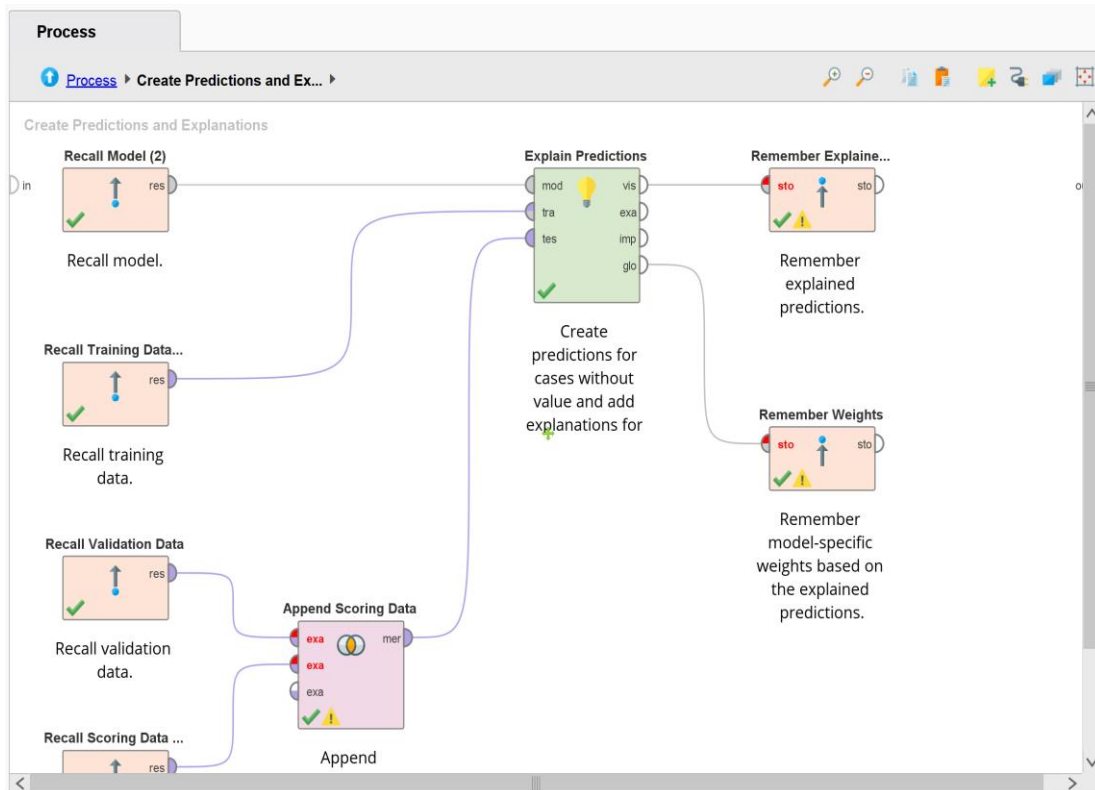 Process
Process ▸ Create Predictions and Ex... ▸
Create Predictions and Explanations
Recall Model (2)
in
res
Recall model.
Explain Predictions
mod
vis
tra
exa
tes
imp
glo
Create
predictions for
cases without
value and add
explanations for
Remember Explaine...
sto
sto
Remember
explained
predictions.
Recall Training Data...
res
Recall training
data.
Remember Weights
sto
sto
Remember
model-specific
weights based on
the explained
predictions.
Recall Validation Data
res
Recall validation
data.
Append Scoring Data
exa
mer
exa
exa
Append
Recall Scoring Data ...
res